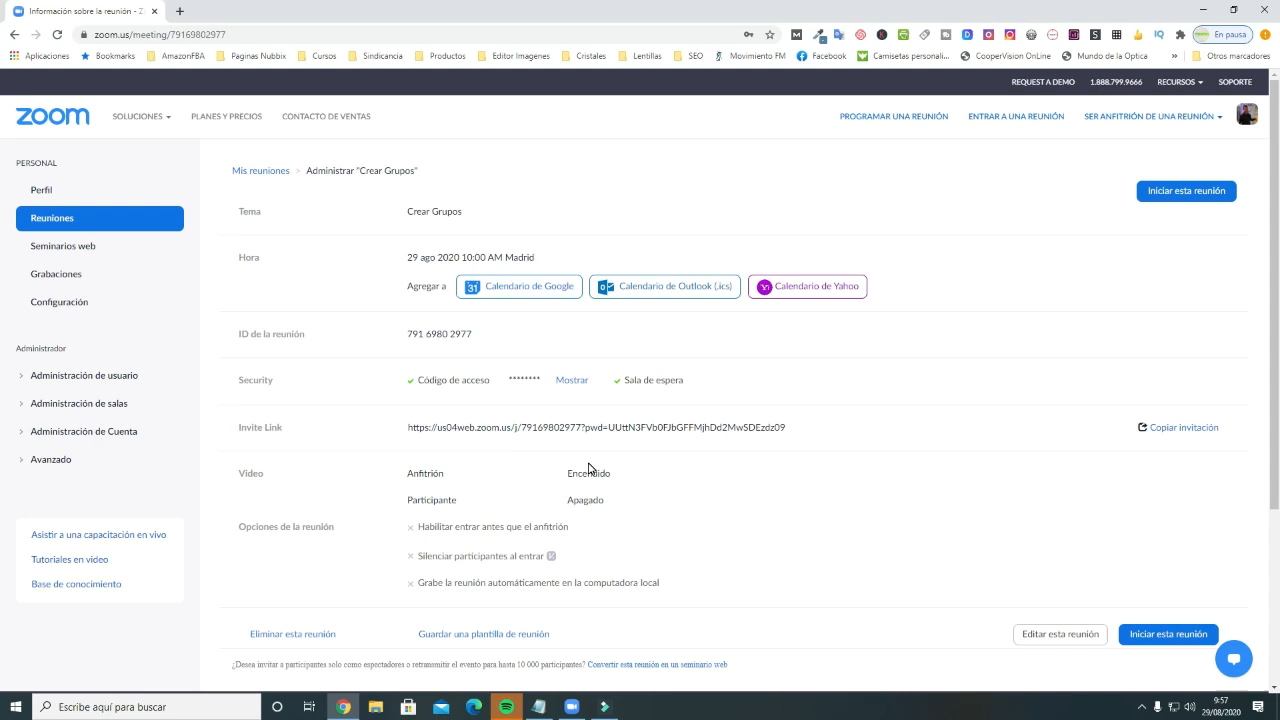 Información sobre la reunión - Z
zoom.us/meeting/79169802977
En pausa
Aplicaciones Bookmarks AmazonFBA Paginas Nubbix Cursos Sindicancia Productos Editor Imagenes Cristales Lentillas SEO Movimiento FM Facebook Camisetas personali... CooperVision OnLine Mundo de la Optica » Otros marcadores
REQUEST A DEMO 1.888.799.9666 RECURSOS SOPORTE
zoom SOLUCIONES PLANES Y PRECIOS CONTACTO DE VENTAS PROGRAMAR UNA REUNIÓN ENTRAR A UNA REUNIÓN SER ANFITRIÓN DE UNA REUNIÓN
PERSONAL
Perfil
Reuniones
Seminarios web
Grabaciones
Configuración
Administrador
Administración de usuario
Administración de salas
Administración de Cuenta
Avanzado
Asistir a una capacitación en vivo
Tutoriales en video
Base de conocimiento
Mis reuniones > Administrar "Crear Grupos"
Iniciar esta reunión
Tema Crear Grupos
Hora 29 ago 2020 10:00 AM Madrid
Agregar a 31 Calendario de Google Calendario de Outlook (.ics) Calendario de Yahoo
ID de la reunión 791 6980 2977
Security Código de acceso ******** Mostrar Sala de espera
Invite Link https://us04web.zoom.us/j/79169802977?pwd=UUttN3FVb0FJbGFFMjhDd2MwSDEzdz09 Copiar invitación
Video Anfitrión Encendido
Participante Apagado
Opciones de la reunión Habilitar entrar antes que el anfitrión
Silenciar participantes al entrar
Grabe la reunión automáticamente en la computadora local
Eliminar esta reunión Guardar una plantilla de reunión Editar esta reunión Iniciar esta reunión
¿Desea invitar a participantes solo como espectadores o retransmitir el evento para hasta 10 000 participantes? Convertir esta reunión en un seminario web
Escribe aquí para buscar
9:57
29/08/2020